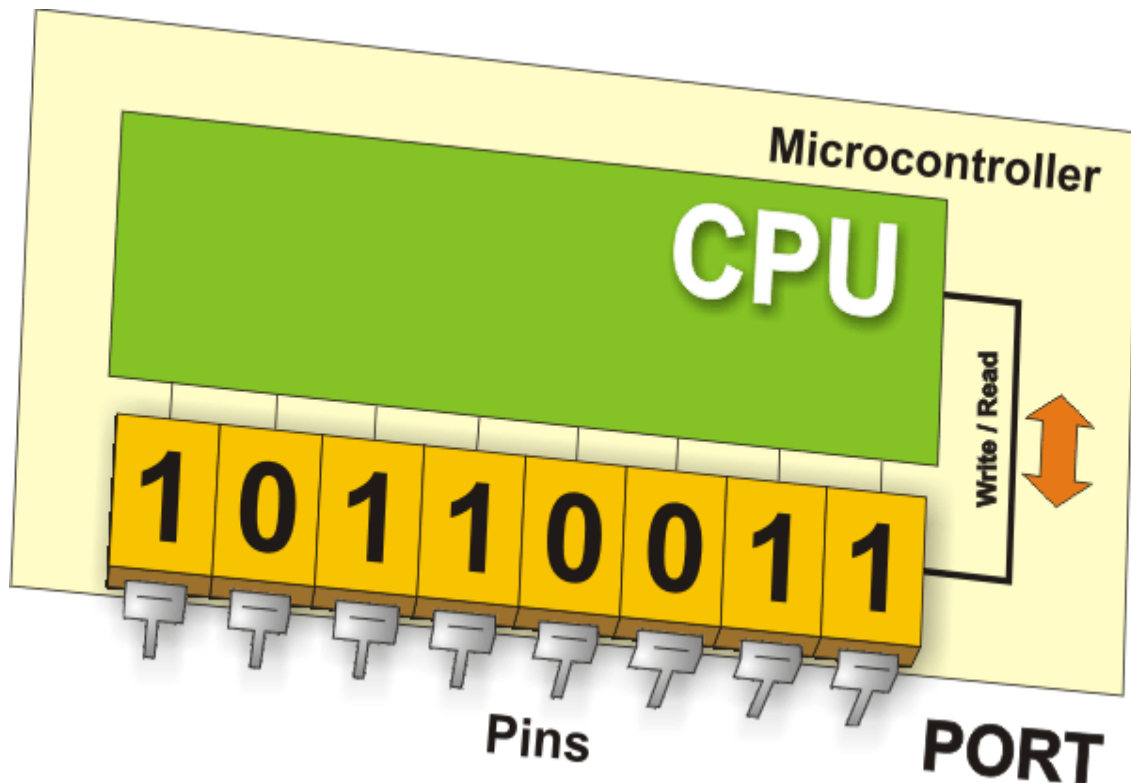 Microcontroller
CPU
Write / Read
1 0 1 1 0 0 1 1
Pins
PORT